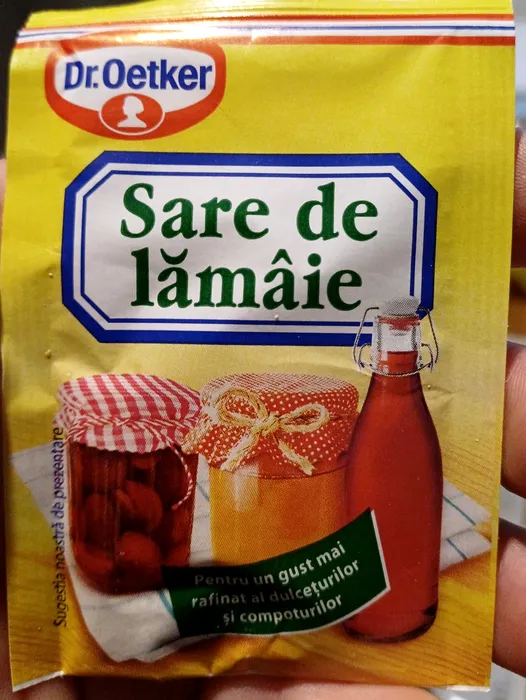 Dr.Oetker
Sare de
lămâie
Sugestia noastră de prezentare
Pentru un gust mai
rafinat al dulcețurilor
și compoturilor